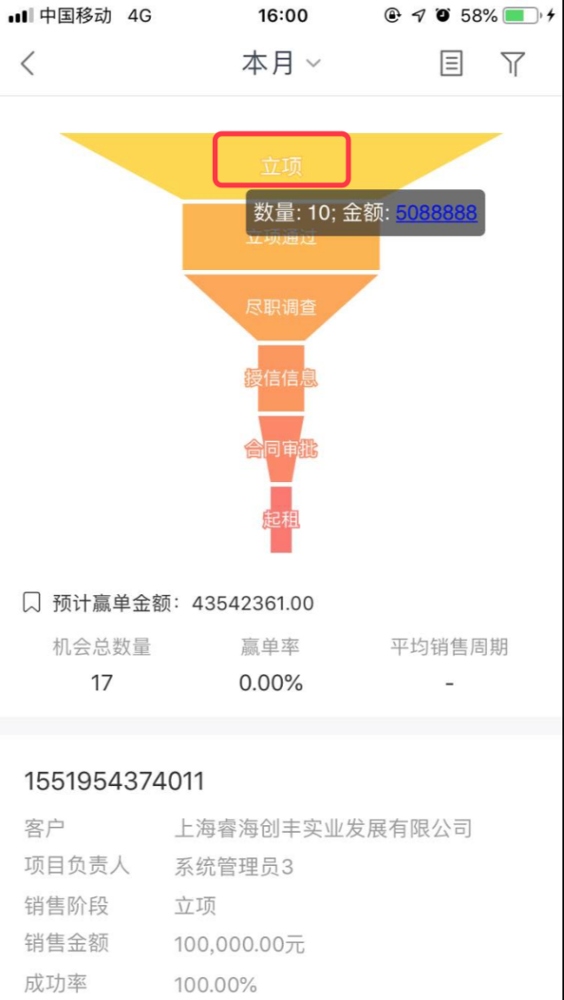 中国移动 4G 16:00 58%
本月
立项
数量: 10; 金额: 5088888
立项通过
尽职调查
授信信息
合同审批
起租
预计赢单金额：43542361.00
机会总数量 赢单率 平均销售周期
17 0.00% -
1551954374011
客户 上海睿海创丰实业发展有限公司
项目负责人 系统管理员3
销售阶段 立项
销售金额 100,000.00元
成功率 100.00%